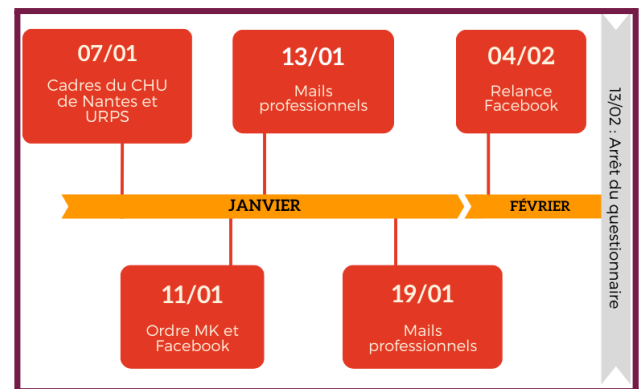 07/01
Cadres du CHU
de Nantes et
URPS
13/01
Mails
professionnels
04/02
Relance
Facebook
JANVIER
FÉVRIER
11/01
Ordre MK et
Facebook
19/01
Mails
professionnels
13/02 : Arrêt du questionnaire